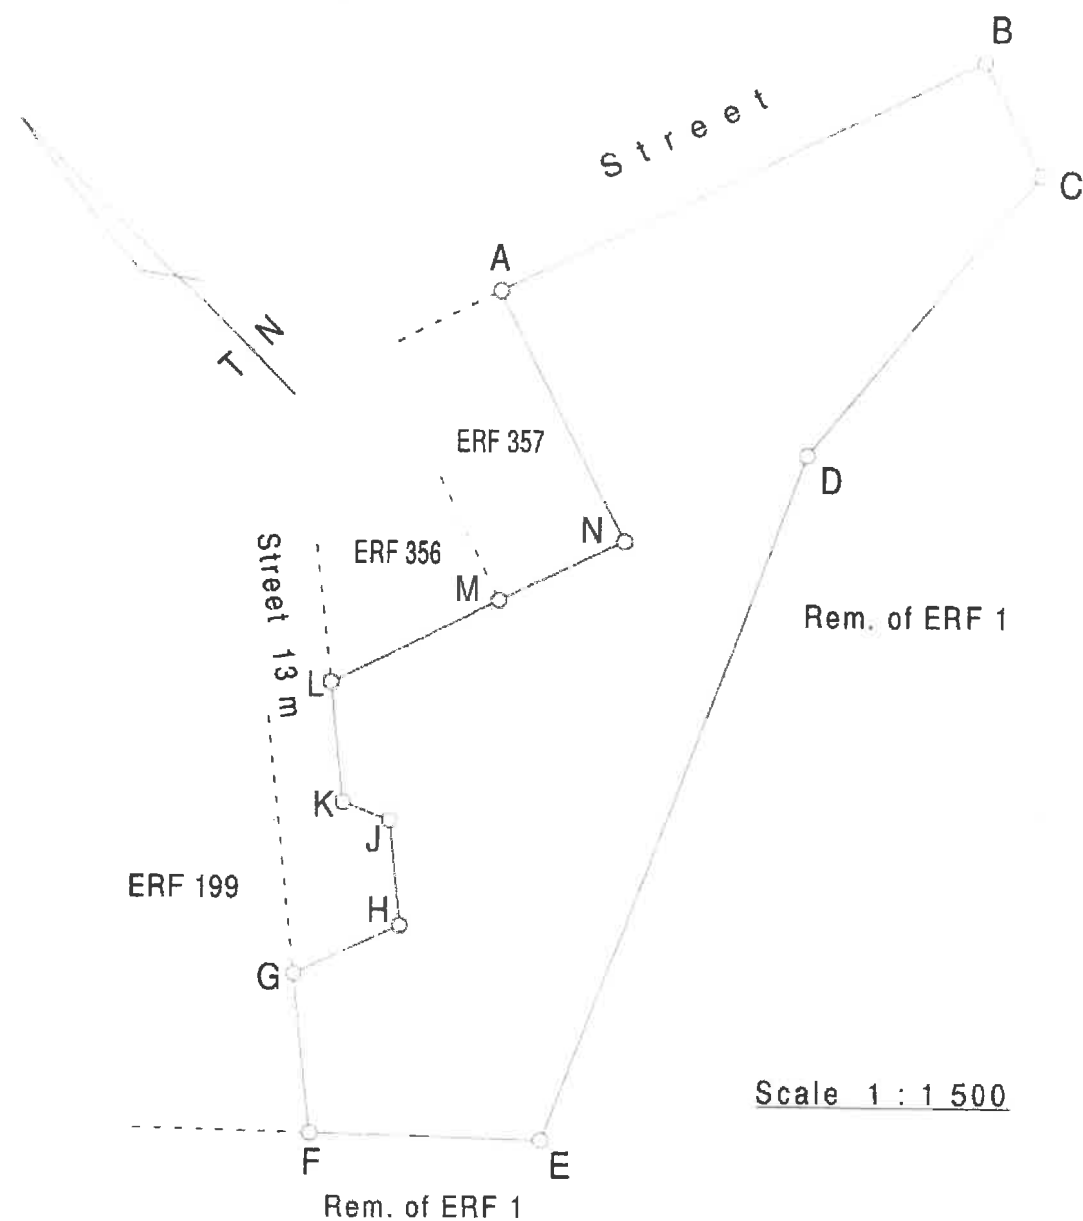 B
Street
C
A
T N
ERF 357
D
N
Street 13 m
ERF 356
M
Rem. of ERF 1
L
K
J
ERF 199
H
G
Scale 1 : 1 500
F
E
Rem. of ERF 1